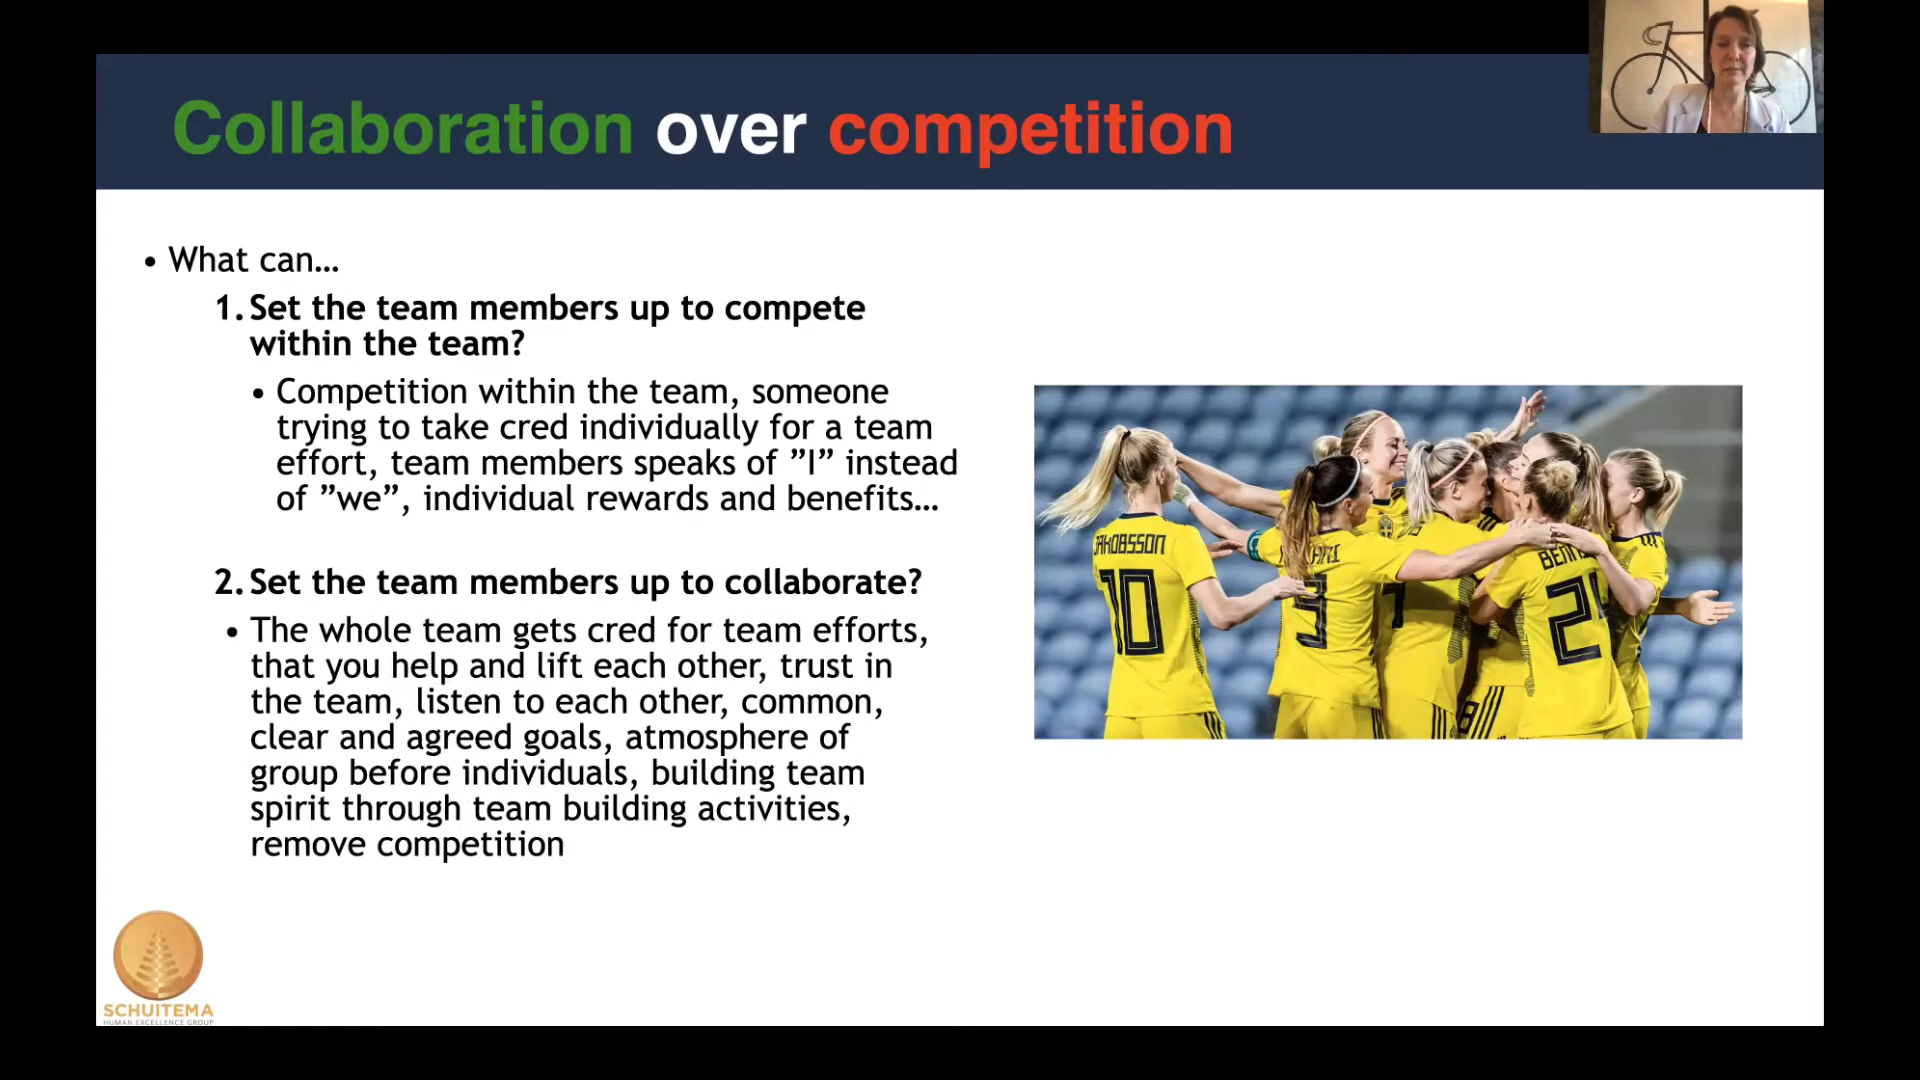 Collaboration over competition
• What can...
1. Set the team members up to compete
within the team?
• Competition within the team, someone
trying to take cred individually for a team
effort, team members speaks of ”I” instead
of ”we”, individual rewards and benefits...
2. Set the team members up to collaborate?
• The whole team gets cred for team efforts,
that you help and lift each other, trust in
the team, listen to each other, common,
clear and agreed goals, atmosphere of
group before individuals, building team
spirit through team building activities,
remove competition
JAKOBSSON
10
9
7
8
21
SCHUITEMA
HUMAN EXCELLENCE GROUP